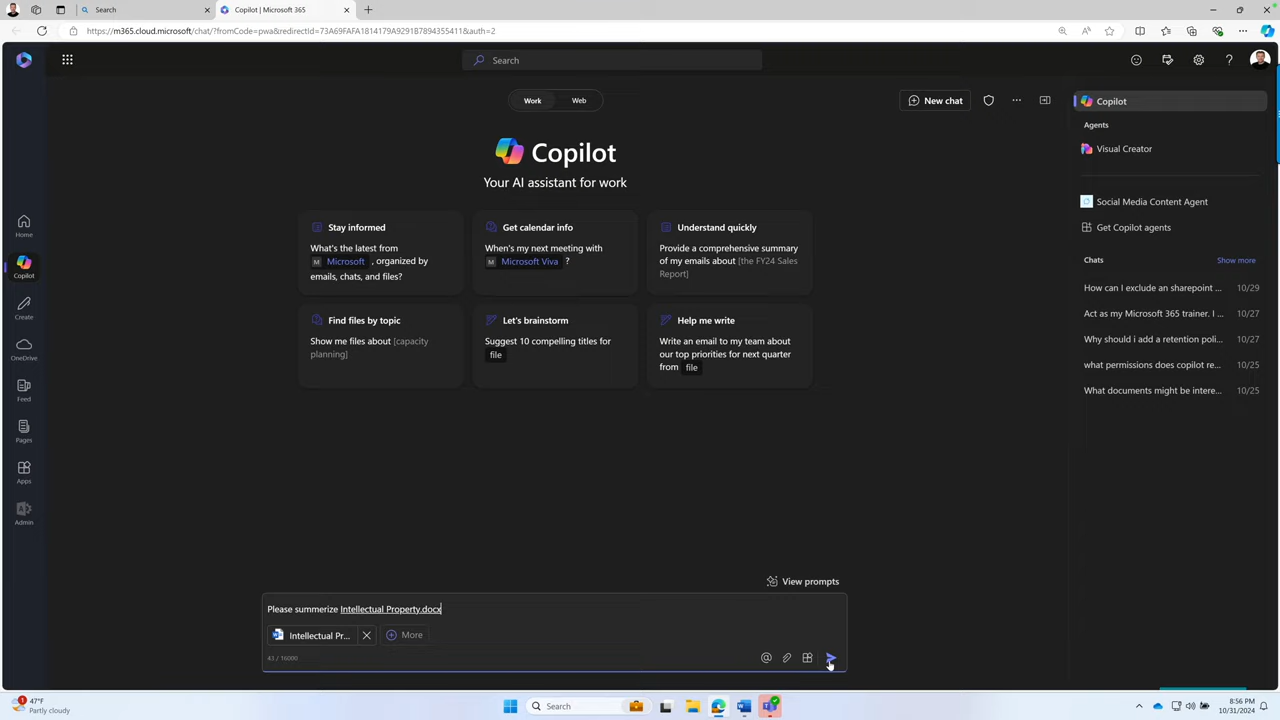 Search
Copilot | Microsoft 365
https://m365.cloud.microsoft/chat/?fromCode=pwa&redirectId=73A69FAFA1814179A9291B7894355411&auth=2
Search
Work
Web
New chat
Copilot
Your AI assistant for work
Stay informed
What's the latest from
M Microsoft , organized by
emails, chats, and files?
Get calendar info
When's my next meeting with
M Microsoft Viva ?
Understand quickly
Provide a comprehensive summary
of my emails about [the FY24 Sales
Report]
Find files by topic
Show me files about [capacity
planning]
Let's brainstorm
Suggest 10 compelling titles for
file
Help me write
Write an email to my team about
our top priorities for next quarter
from file
Home
Copilot
Create
OneDrive
Feed
Pages
Apps
Admin
Copilot
Agents
Visual Creator
Social Media Content Agent
Get Copilot agents
Chats
Show more
How can I exclude an sharepoint ... 10/29
Act as my Microsoft 365 trainer. I ... 10/27
Why should i add a retention poli... 10/27
what permissions does copilot re... 10/25
What documents might be intere... 10/25
View prompts
Please summerize Intellectual Property.docx
Intellectual Pr...
More
43 / 16000
1
47°F
Partly cloudy
Search
8:56 PM
10/31/2024